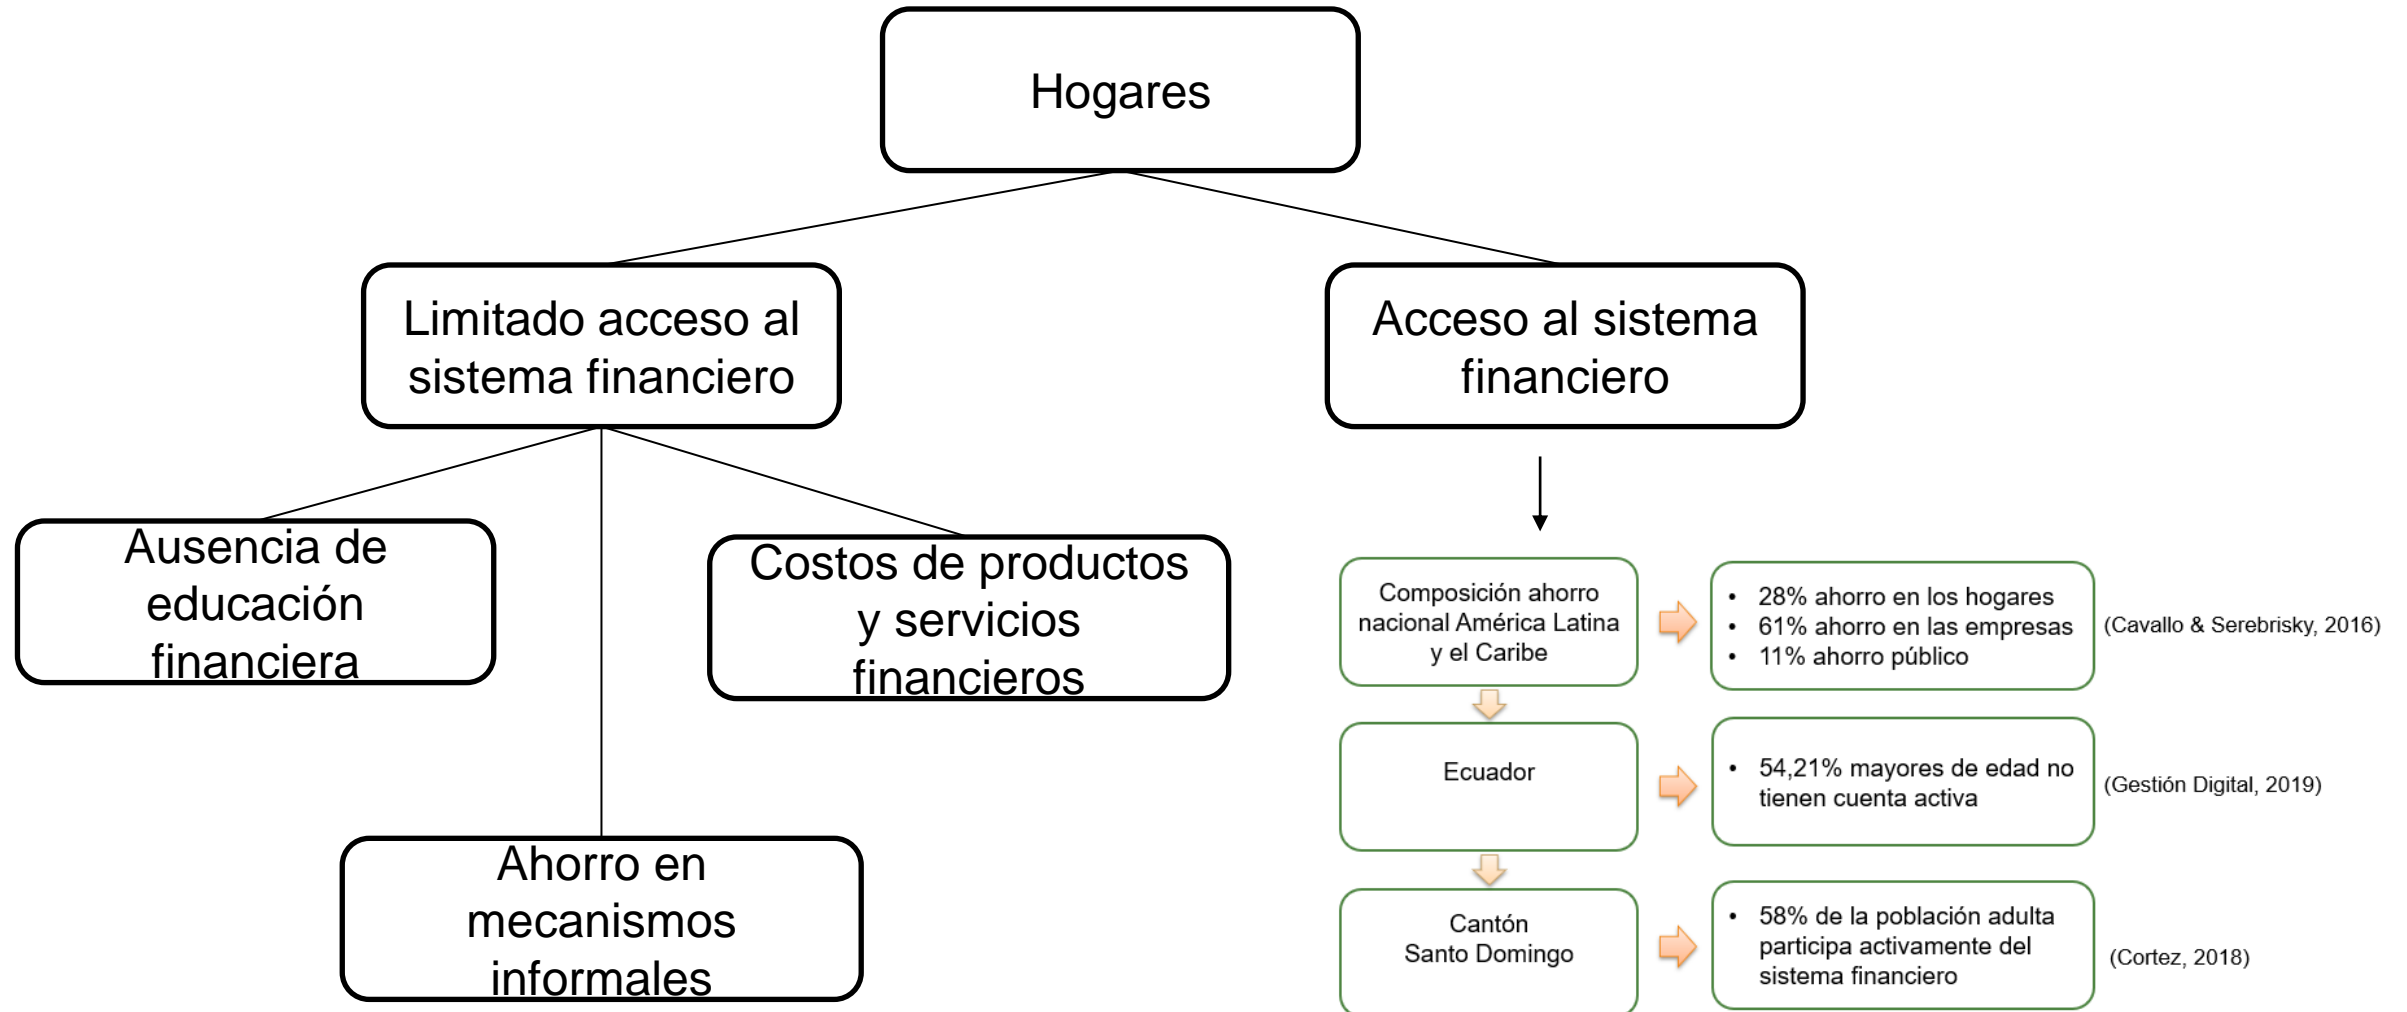 Hogares
Limitado acceso al
sistema financiero
Acceso al sistema
financiero
Ausencia de
educación
financiera
Costos de productos
y servicios
financieros
Ahorro en
mecanismos
informales
Composición ahorro
nacional América Latina
y el Caribe
• 28% ahorro en los hogares
• 61% ahorro en las empresas
• 11% ahorro público
(Cavallo & Serebrisky, 2016)
Ecuador
• 54,21% mayores de edad no
tienen cuenta activa
(Gestión Digital, 2019)
Cantón
Santo Domingo
• 58% de la población adulta
participa activamente del
sistema financiero
(Cortez, 2018)